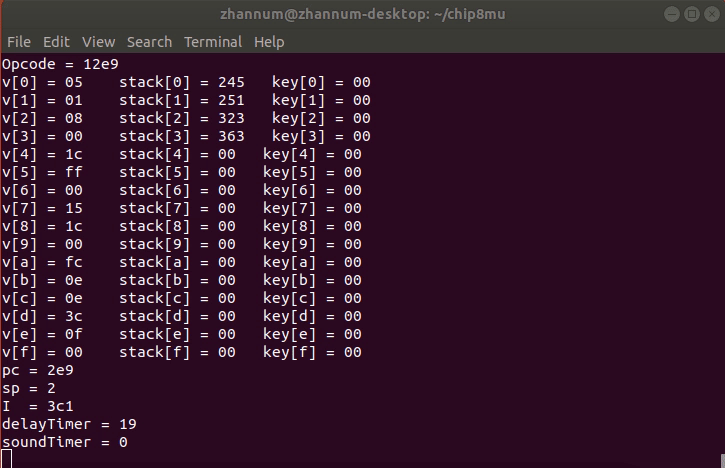 zhannum@zhannum-desktop: ~/chip8mu
File Edit View Search Terminal Help
Opcode = 12e9
v[0] = 05    stack[0] = 245   key[0] = 00
v[1] = 01    stack[1] = 251   key[1] = 00
v[2] = 08    stack[2] = 323   key[2] = 00
v[3] = 00    stack[3] = 363   key[3] = 00
v[4] = 1c    stack[4] = 00   key[4] = 00
v[5] = ff    stack[5] = 00   key[5] = 00
v[6] = 00    stack[6] = 00   key[6] = 00
v[7] = 15    stack[7] = 00   key[7] = 00
v[8] = 1c    stack[8] = 00   key[8] = 00
v[9] = 00    stack[9] = 00   key[9] = 00
v[a] = fc    stack[a] = 00   key[a] = 00
v[b] = 0e    stack[b] = 00   key[b] = 00
v[c] = 0e    stack[c] = 00   key[c] = 00
v[d] = 3c    stack[d] = 00   key[d] = 00
v[e] = 0f    stack[e] = 00   key[e] = 00
v[f] = 00    stack[f] = 00   key[f] = 00
pc = 2e9
sp = 2
I  = 3c1
delayTimer = 19
soundTimer = 0